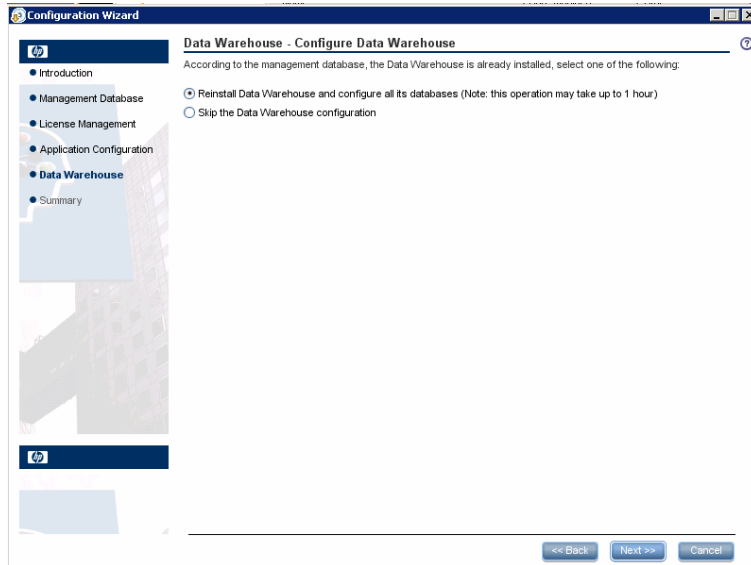 Configuration Wizard
hp
Introduction
Management Database
License Management
Application Configuration
Data Warehouse
Summary
hp
Data Warehouse - Configure Data Warehouse
According to the management database, the Data Warehouse is already installed, select one of the following:
Reinstall Data Warehouse and configure all its databases (Note: this operation may take up to 1 hour)
Skip the Data Warehouse configuration
<< Back
Next >>
Cancel